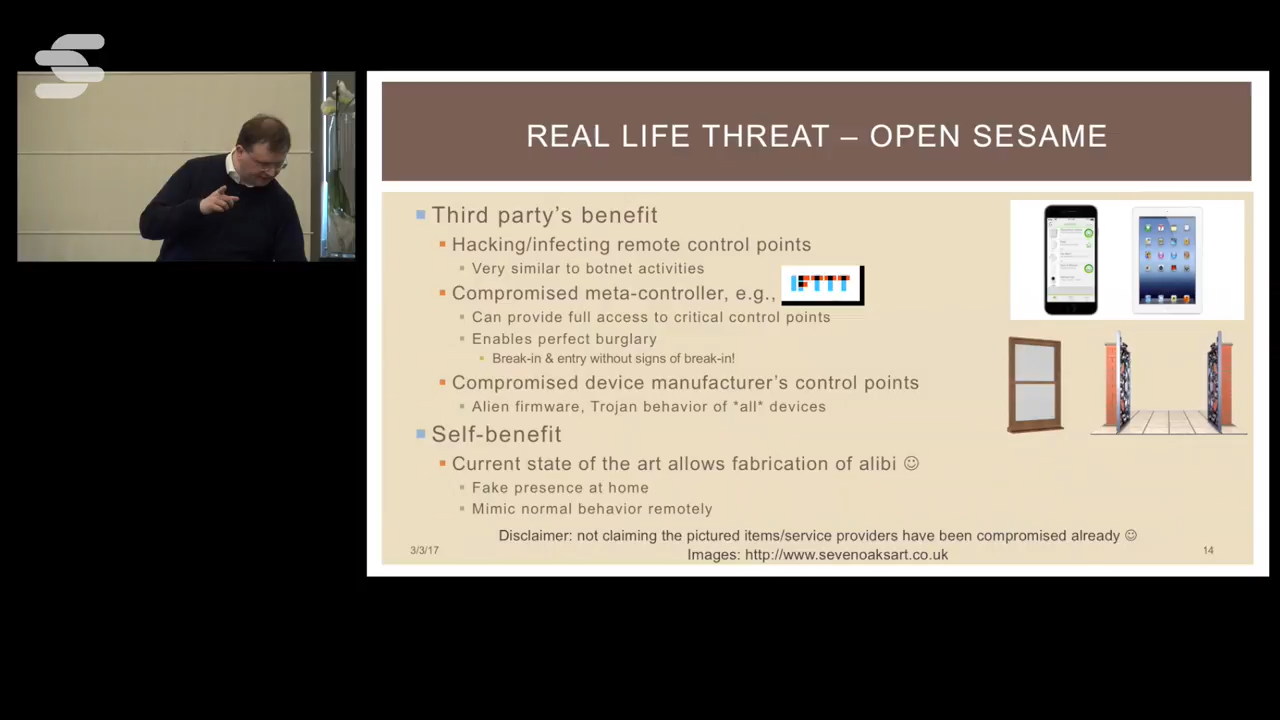 REAL LIFE THREAT – OPEN SESAME
Third party's benefit
Hacking/infecting remote control points
Very similar to botnet activities
Compromised meta-controller, e.g., IFTTT
Can provide full access to critical control points
Enables perfect burglary
Break-in & entry without signs of break-in!
Compromised device manufacturer's control points
Alien firmware, Trojan behavior of *all* devices
Self-benefit
Current state of the art allows fabrication of alibi ☺
Fake presence at home
Mimic normal behavior remotely
Disclaimer: not claiming the pictured items/service providers have been compromised already ☺
3/3/17
Images: http://www.sevenoaksart.co.uk
14